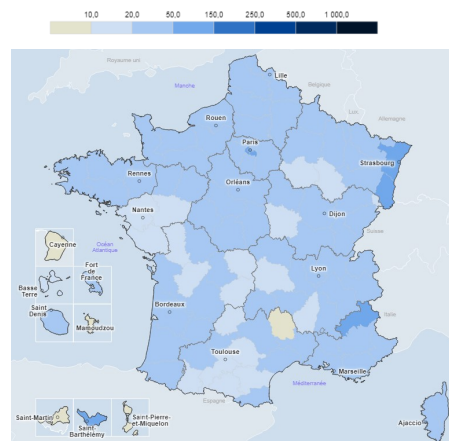 10,0 20,0 50,0 150,0 250,0 500,0 1 000,0
Royaume uni
Lille
Belgique
Manche
Lux
Allemagne
Rouen
Paris
Strasbourg
Rennes
Orléans
Nantes
Dijon
Suisse
Cayenne
Océan
Atlantique
Fort
de
France
Basse
Terre
Lyon
Saint
Denis
Mamoudzou
Bordeaux
Italie
Toulouse
Marseille
Méditerranée
Espagne
Saint-Martin
Saint-
Barthélémy
Saint-Pierre
et-Miquelon
Ajaccio